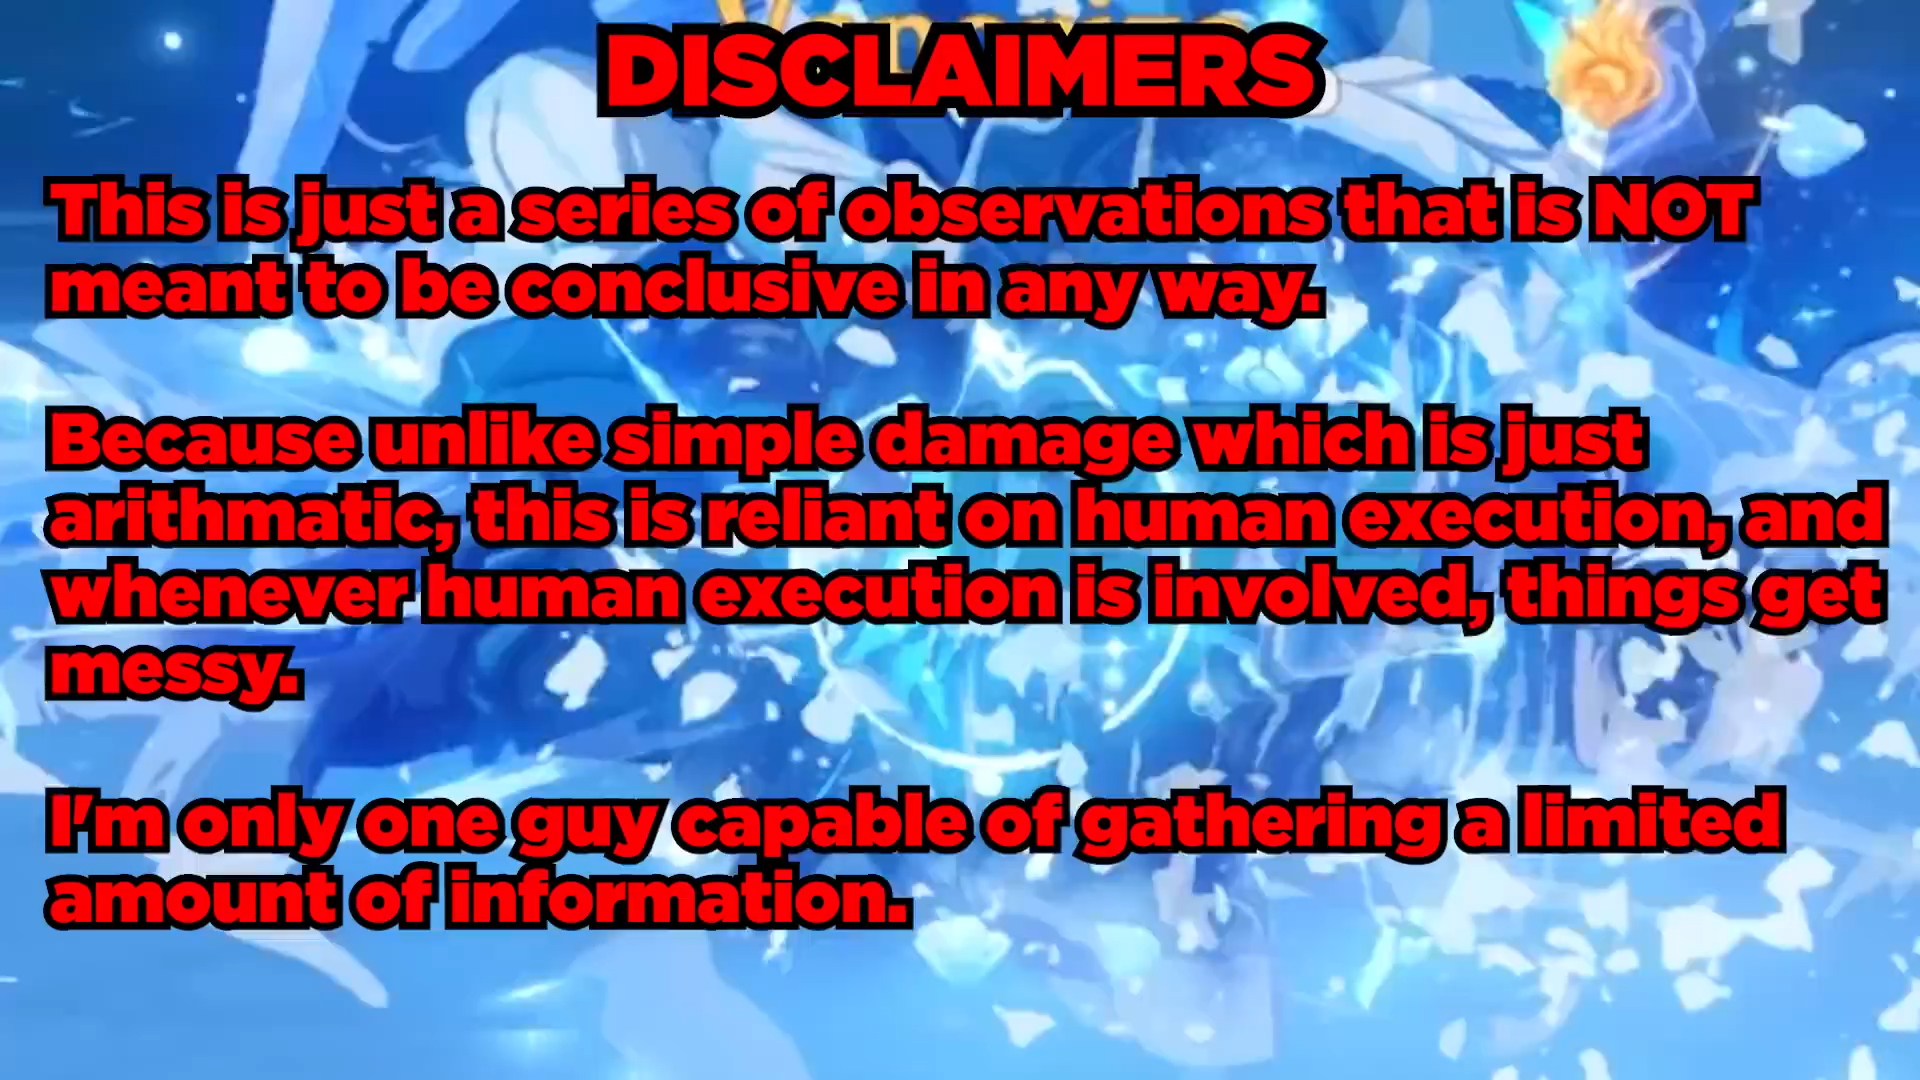 DISCLAIMERS
This is just a series of observations that is NOT
meant to be conclusive in any way.
Because unlike simple damage which is just
arithmatic, this is reliant on human execution, and
whenever human execution is involved, things get
messy.
I'm only one guy capable of gathering a limited
amount of information.